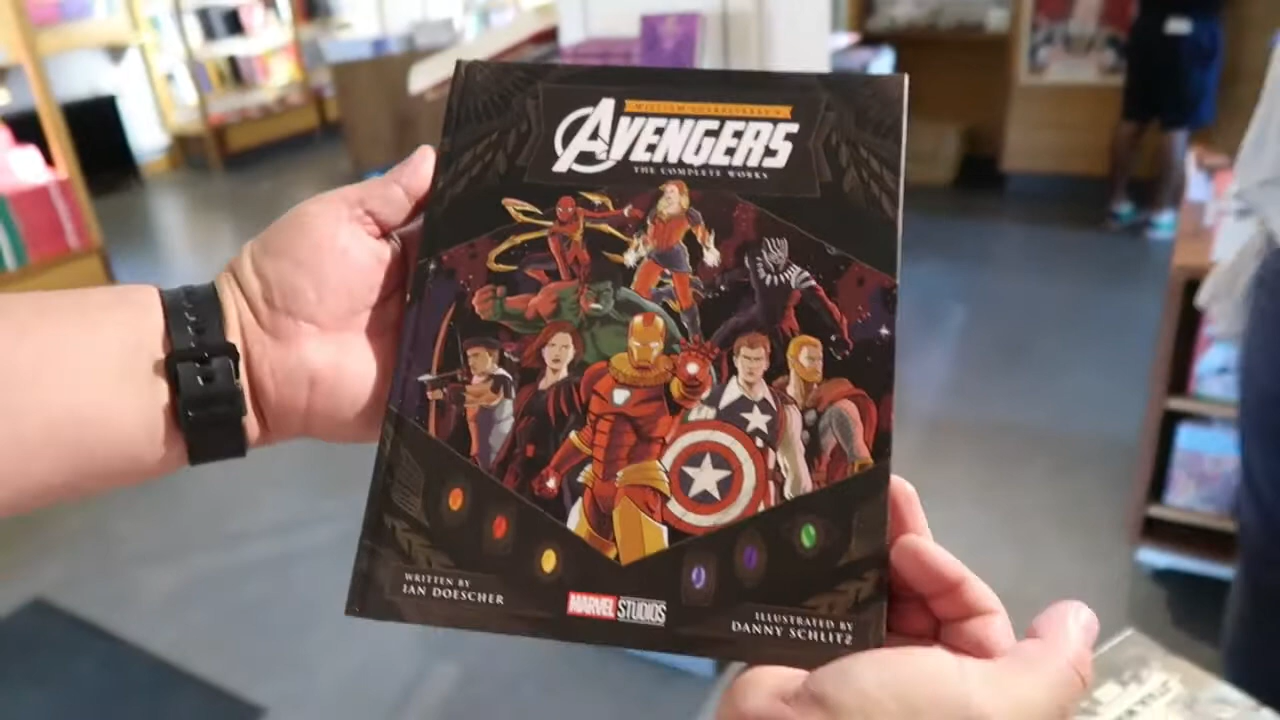 WILLIAM SHAKESPEARE'S
AVENGERS
THE COMPLETE WORKS
WRITTEN BY
IAN DOESCHER
MARVEL STUDIOS
ILLUSTRATED BY
DANNY SCHLITZ